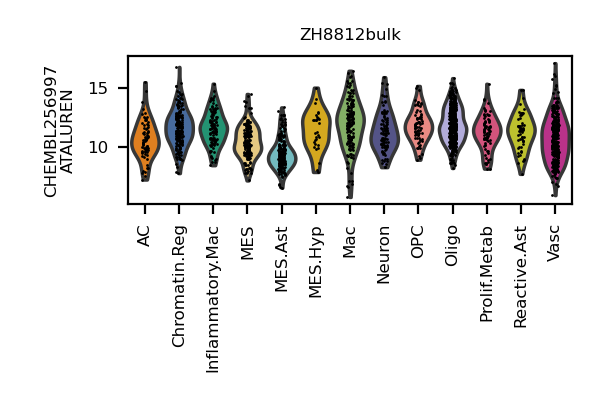 ZH8812bulk
CHEMBL256997
ATALUREN
15
10
AC
Chromatin.Reg
Inflammatory.Mac
MES
MES.Ast
MES.Hyp
Mac
Neuron
OPC
Oligo
Prolif.Metab
Reactive.Ast
Vasc